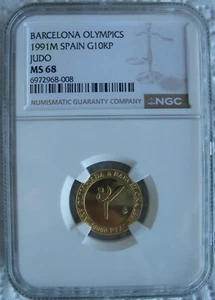 BARCELONA OLYMPICS
1991M SPAIN G10KP
JUDO
MS 68
6972968-008
NUMISMATIC GUARANTY COMPANY
NGC